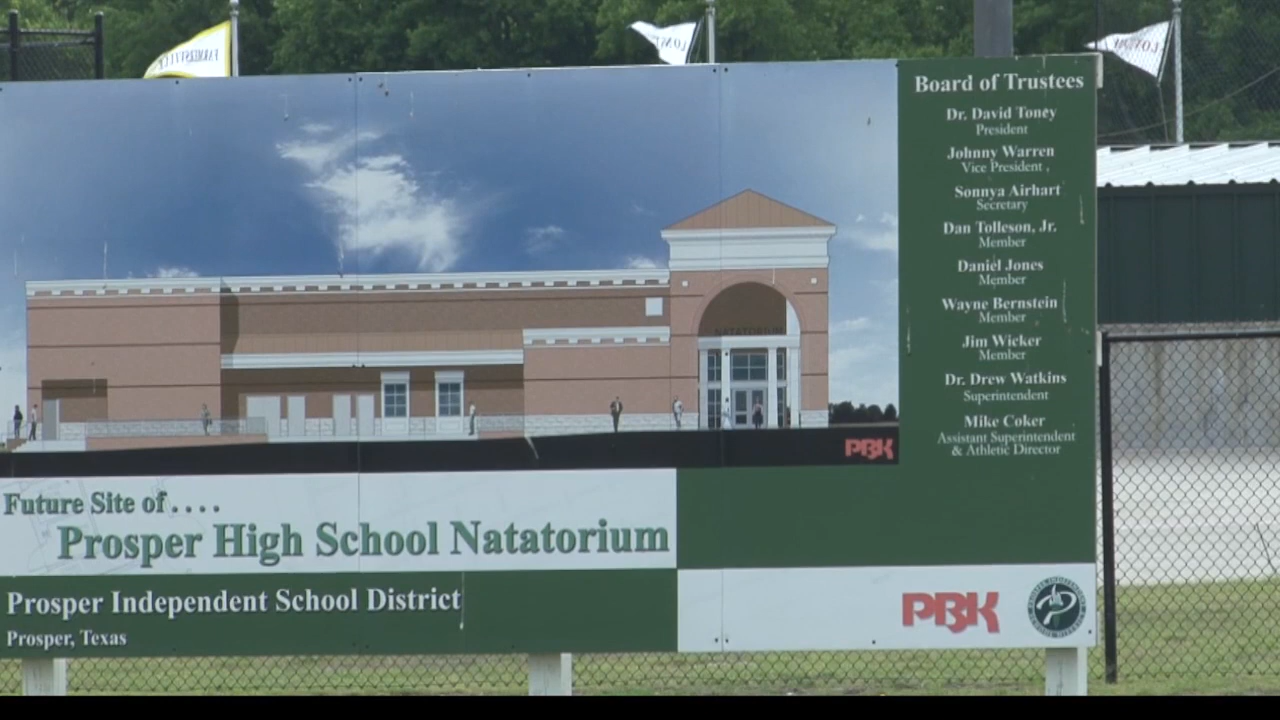 Board of Trustees
Dr. David Toney
President
Johnny Warren
Vice President
Sonnya Airhart
Secretary
Dan Tolleson, Jr.
Member
Daniel Jones
Member
Wayne Bernstein
Member
Jim Wicker
Member
Dr. Drew Watkins
Superintendent
Mike Coker
Assistant Superintendent
& Athletic Director
NATATORIUM
PBK
Future Site of....
Prosper High School Natatorium
Prosper Independent School District
Prosper, Texas
PBK